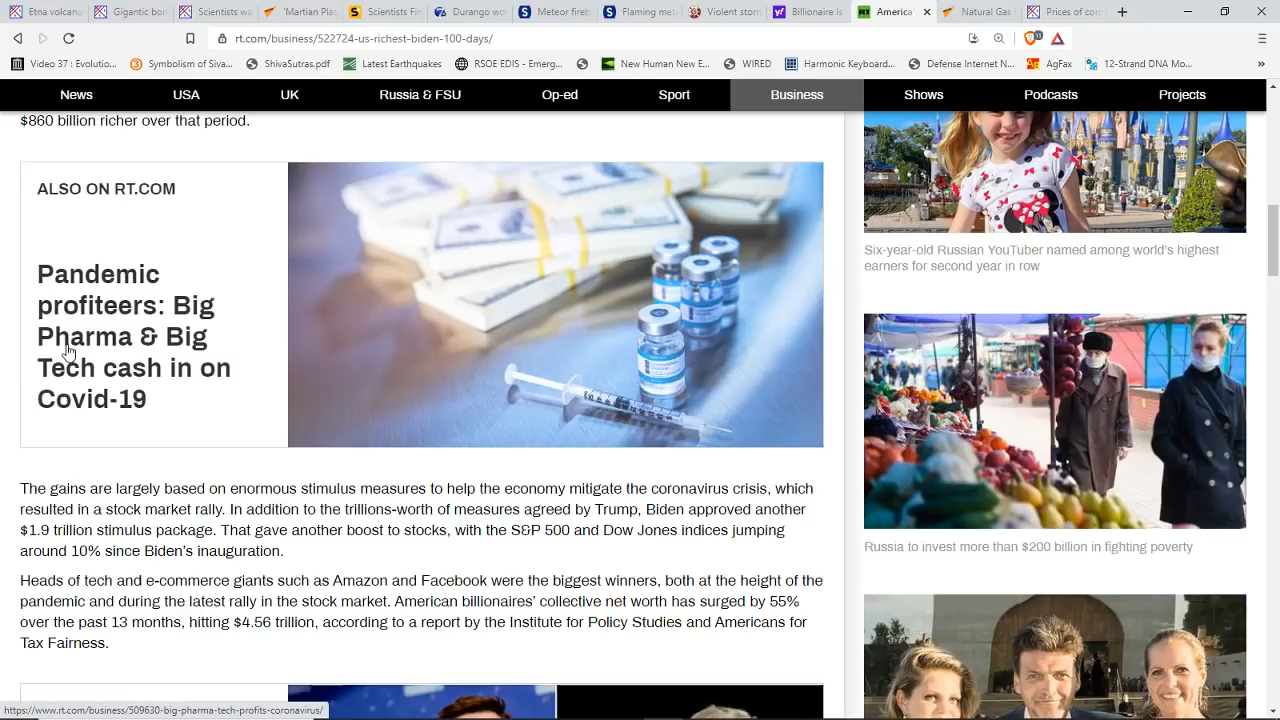 Etna volcano
Gigantic bone
Scientists wa
'Martian Plag
Scientists Fin
Durango wo
Meteor fireb
Flaming mete
Violent storm
Billionaire Is
America
Natural Gas F
Prices of com
rt.com/business/522724-us-richest-biden-100-days/
Video 37 : Evolutio...
Symbolism of Siva...
ShivaSutras.pdf
Latest Earthquakes
RSOE EDIS - Emerg...
New Human New E...
WIRED
Harmonic Keyboard...
Defense Internet N...
AgFax
12-Strand DNA Mo...
News
USA
UK
Russia & FSU
Op-ed
Sport
Business
Shows
Podcasts
Projects
$860 billion richer over that period.
ALSO ON RT.COM
Pandemic
profiteers: Big
Pharma & Big
Tech cash in on
Covid-19
The gains are largely based on enormous stimulus measures to help the economy mitigate the coronavirus crisis, which
resulted in a stock market rally. In addition to the trillions-worth of measures agreed by Trump, Biden approved another
$1.9 trillion stimulus package. That gave another boost to stocks, with the S&P 500 and Dow Jones indices jumping
around 10% since Biden's inauguration.
Heads of tech and e-commerce giants such as Amazon and Facebook were the biggest winners, both at the height of the
pandemic and during the latest rally in the stock market. American billionaires' collective net worth has surged by 55%
over the past 13 months, hitting $4.56 trillion, according to a report by the Institute for Policy Studies and Americans for
Tax Fairness.
Six-year-old Russian YouTuber named among world's highest
earners for second year in row
Russia to invest more than $200 billion in fighting poverty
https://www.rt.com/business/509630-big-pharma-tech-profits-coronavirus/